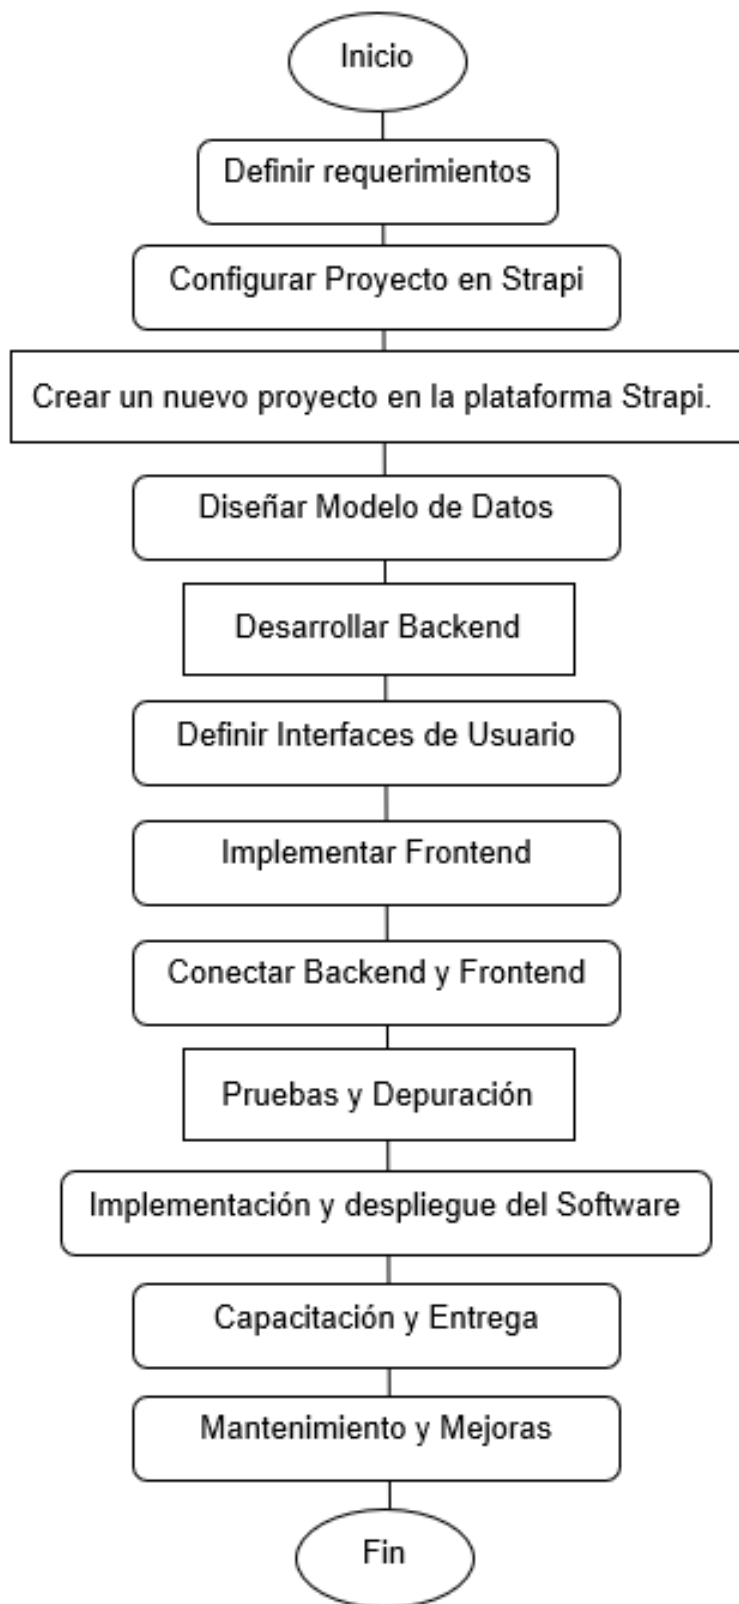 Inicio
Definir requerimientos
Configurar Proyecto en Strapi
Crear un nuevo proyecto en la plataforma Strapi.
Diseñar Modelo de Datos
Desarrollar Backend
Definir Interfaces de Usuario
Implementar Frontend
Conectar Backend y Frontend
Pruebas y Depuración
Implementación y despliegue del Software
Capacitación y Entrega
Mantenimiento y Mejoras
Fin